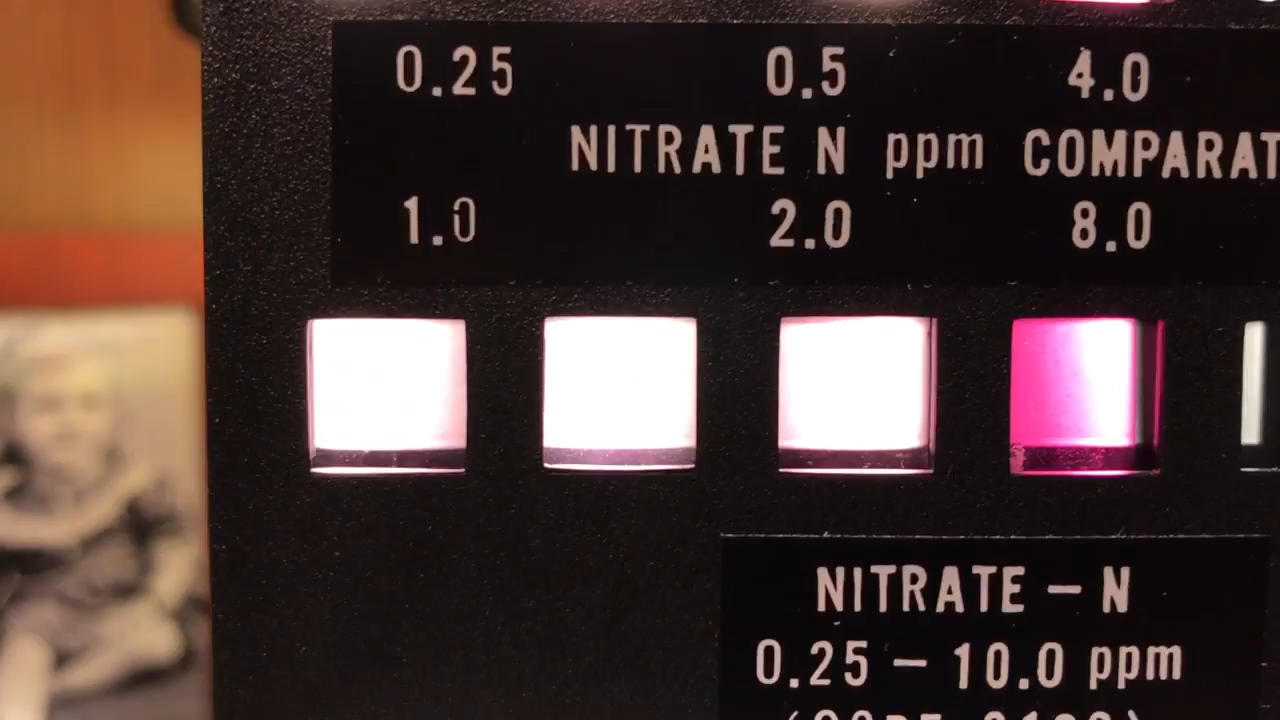 0.25 0.5 4.0
NITRATE N ppm COMPARAT
1.0 2.0 8.0
NITRATE – N
0.25 – 10.0 ppm